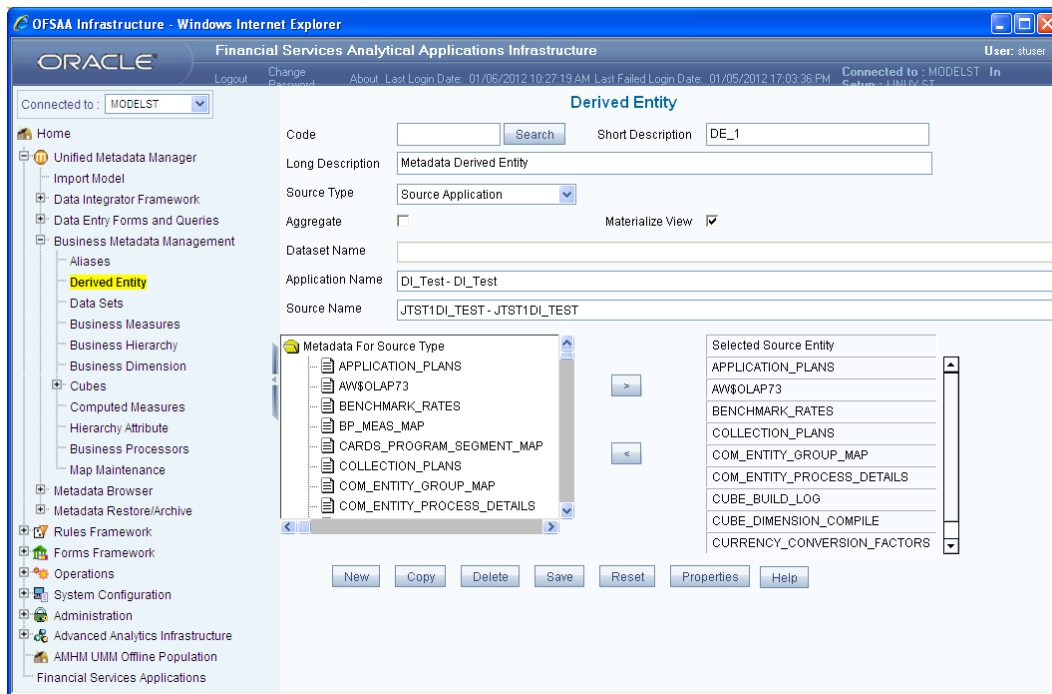 OFSAA Infrastructure - Windows Internet Explorer
ORACLE
Financial Services Analytical Applications Infrastructure
User: stuser
Logout
Change Password
About
Last Login Date: 01/06/2012 10:27:19 AM Last Failed Login Date: 01/05/2012 17:03:36:PM
Connected to : MODELST In
Setup : LINUX ST
Connected to : MODELST
Home
Unified Metadata Manager
Import Model
Data Integrator Framework
Data Entry Forms and Queries
Business Metadata Management
Aliases
Derived Entity
Data Sets
Business Measures
Business Hierarchy
Business Dimension
Cubes
Computed Measures
Hierarchy Attribute
Business Processors
Map Maintenance
Metadata Browser
Metadata Restore/Archive
Rules Framework
Forms Framework
Operations
System Configuration
Administration
Advanced Analytics Infrastructure
AMHM UMM Offline Population
Financial Services Applications
Derived Entity
Code Search Short Description DE_1
Long Description Metadata Derived Entity
Source Type Source Application
Aggregate Materialize View
Dataset Name
Application Name DI_Test - DI_Test
Source Name JTST1DI_TEST - JTST1DI_TEST
Metadata For Source Type
APPLICATION_PLANS
AW$OLAP73
BENCHMARK_RATES
BP_MEAS_MAP
CARDS_PROGRAM_SEGMENT_MAP
COLLECTION_PLANS
COM_ENTITY_GROUP_MAP
COM_ENTITY_PROCESS_DETAILS
>
<
Selected Source Entity
APPLICATION_PLANS
AW$OLAP73
BENCHMARK_RATES
COLLECTION_PLANS
COM_ENTITY_GROUP_MAP
COM_ENTITY_PROCESS_DETAILS
CUBE_BUILD_LOG
CUBE_DIMENSION_COMPILE
CURRENCY_CONVERSION_FACTORS
New Copy Delete Save Reset Properties Help